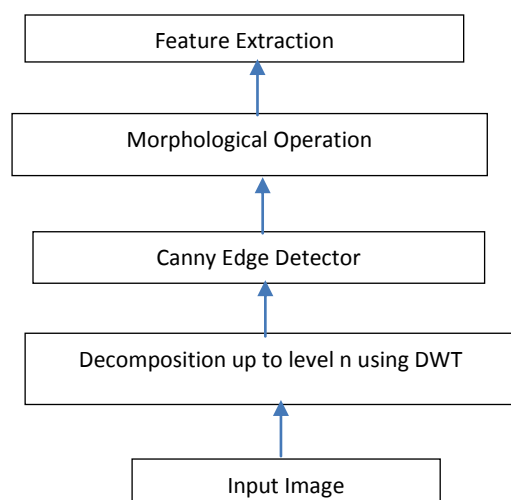 Feature Extraction
Morphological Operation
Canny Edge Detector
Decomposition up to level n using DWT
Input Image